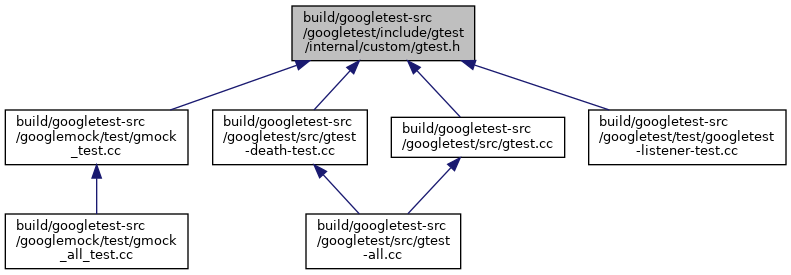 build/googletest-src
/googletest/include/gtest
/internal/custom/gtest.h
build/googletest-src
/googlemock/test/gmock
_test.cc
build/googletest-src
/googletest/src/gtest
-death-test.cc
build/googletest-src
/googletest/src/gtest.cc
build/googletest-src
/googletest/test/googletest
-listener-test.cc
build/googletest-src
/googlemock/test/gmock
_all_test.cc
build/googletest-src
/googletest/src/gtest
-all.cc